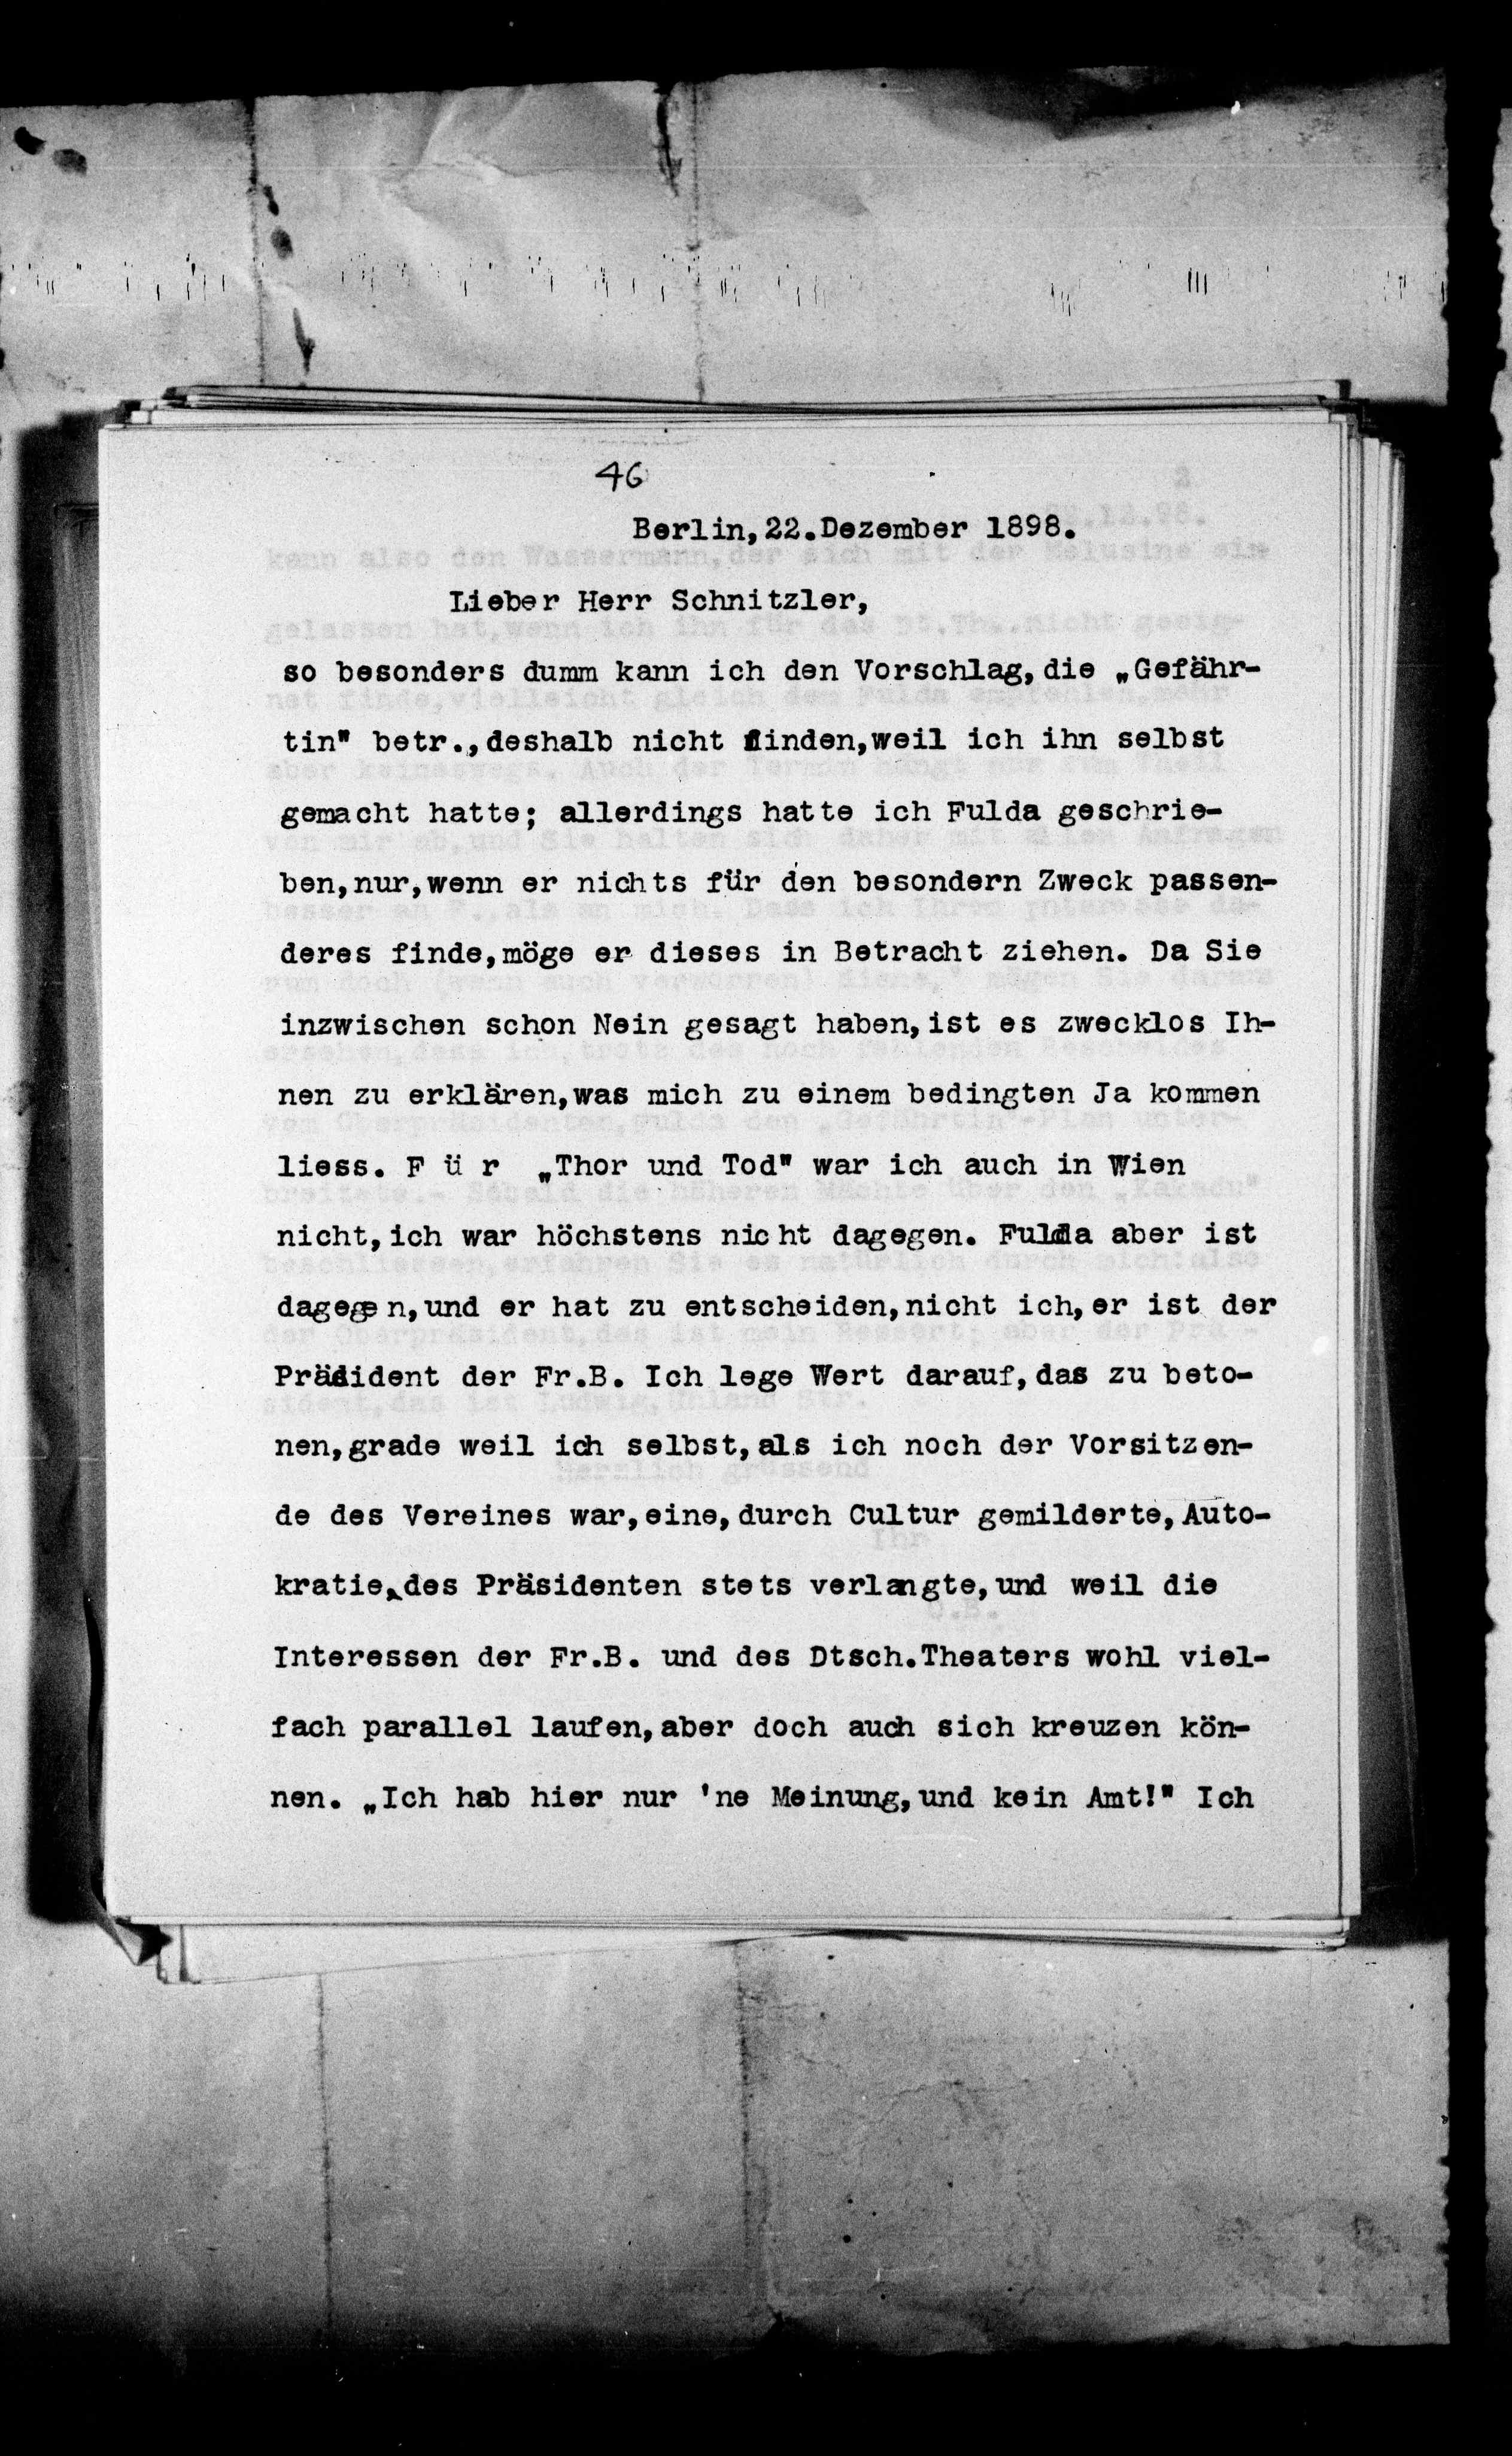 46
Berlin,22.Dezember 1898.
Lieber Herr Schnitzler,
so besonders dumm kann ich den Vorschlag,die „Gefähr-
tin" betr.,deshalb nicht finden,weil ich ihn selbst
gemacht hatte; allerdings hatte ich Fulda geschrie-
ben,nur,wenn er nichts für den besondern Zweck passen-
deres finde,möge er dieses in Betracht ziehen. Da Sie
inzwischen schon Nein gesagt haben,ist es zwecklos Ih-
nen zu erklären,was mich zu einem bedingten Ja kommen
liess. F ü r „Thor und Tod" war ich auch in Wien
nicht,ich war höchstens nicht dagegen. Fulda aber ist
dagegen,und er hat zu entscheiden,nicht ich,er ist der
Präsident der Fr.B. Ich lege Wert darauf,das zu beto-
nen,grade weil ich selbst,als ich noch der Vorsitzen-
de des Vereines war,eine,durch Cultur gemilderte,Auto-
kratie des Präsidenten stets verlangte,und weil die
Interessen der Fr.B. und des Dtsch.Theaters wohl viel-
fach parallel laufen,aber doch auch sich kreuzen kön-
nen. „Ich hab hier nur 'ne Meinung,und kein Amt!" Ich